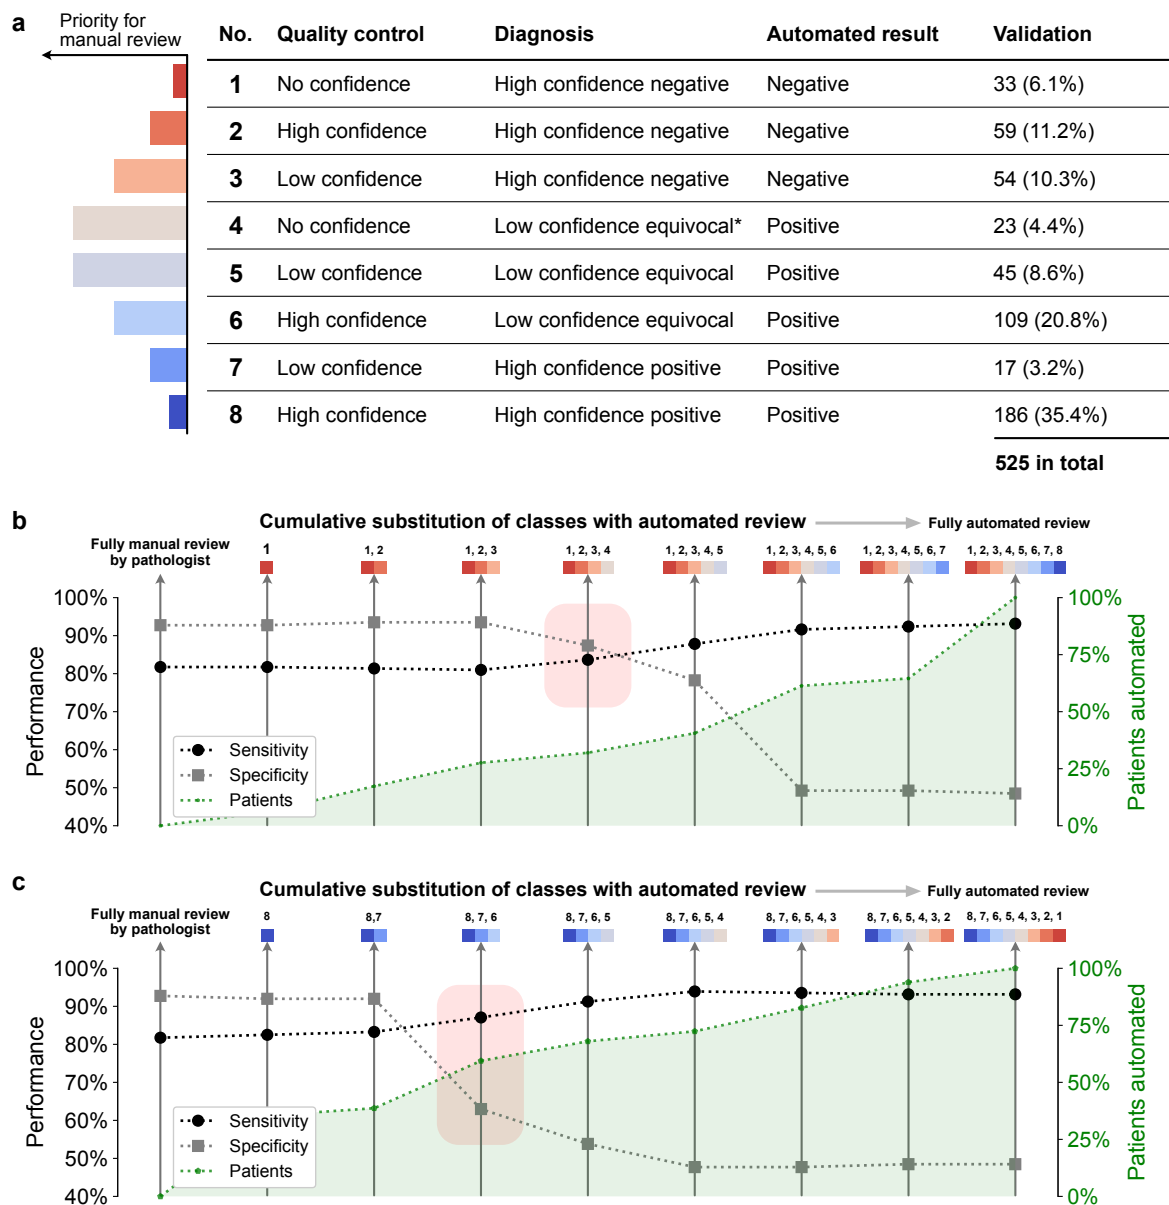 a
Priority for
manual review
No. Quality control Diagnosis Automated result Validation
1 No confidence High confidence negative Negative 33 (6.1%)
2 High confidence High confidence negative Negative 59 (11.2%)
3 Low confidence High confidence negative Negative 54 (10.3%)
4 No confidence Low confidence equivocal* Positive 23 (4.4%)
5 Low confidence Low confidence equivocal Positive 45 (8.6%)
6 High confidence Low confidence equivocal Positive 109 (20.8%)
7 Low confidence High confidence positive Positive 17 (3.2%)
8 High confidence High confidence positive Positive 186 (35.4%)
525 in total
b
Cumulative substitution of classes with automated review
Fully automated review
Fully manual review
by pathologist
1
1, 2
1, 2, 3
1, 2, 3, 4
1, 2, 3, 4, 5
1, 2, 3, 4, 5, 6
1, 2, 3, 4, 5, 6, 7
1, 2, 3, 4, 5, 6, 7, 8
100%
90%
80%
70%
60%
50%
40%
Performance
Sensitivity
Specificity
Patients
100%
75%
50%
25%
0%
Patients automated
c
Cumulative substitution of classes with automated review
Fully automated review
Fully manual review
by pathologist
8
8,7
8, 7, 6
8, 7, 6, 5
8, 7, 6, 5, 4
8, 7, 6, 5, 4, 3
8, 7, 6, 5, 4, 3, 2
8, 7, 6, 5, 4, 3, 2, 1
100%
90%
80%
70%
60%
50%
40%
Performance
Sensitivity
Specificity
Patients
100%
75%
50%
25%
0%
Patients automated